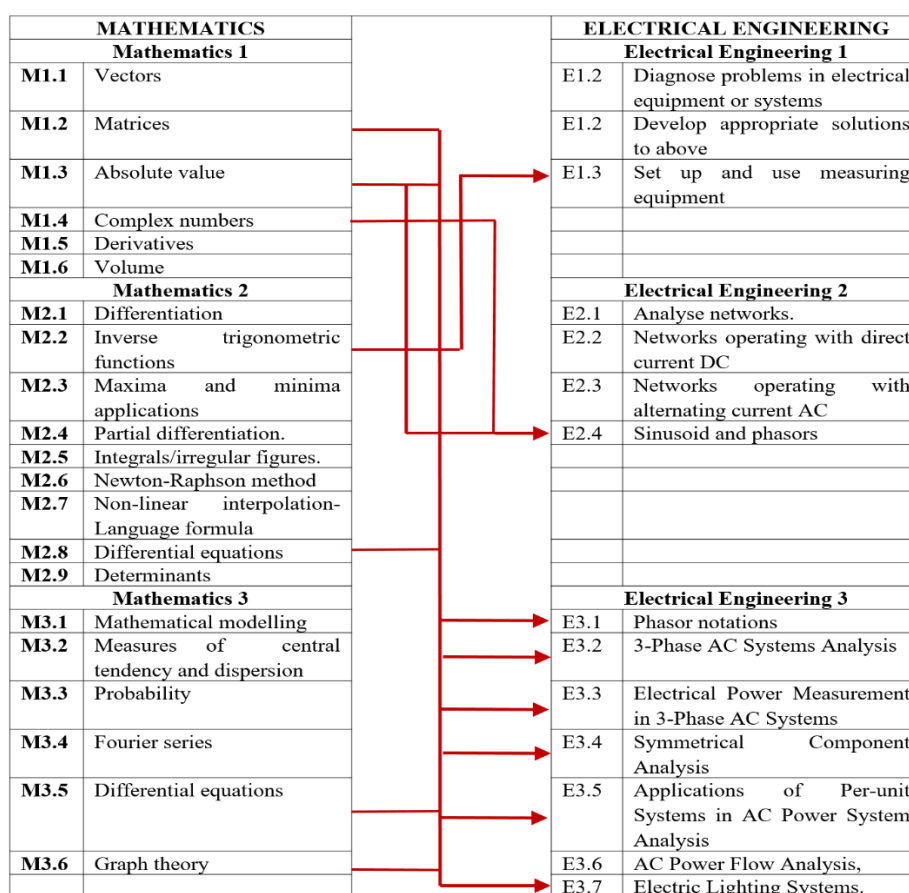 MATHEMATICS ELECTRICAL ENGINEERING
Mathematics 1 Electrical Engineering 1
M1.1 Vectors E1.2 Diagnose problems in electrical
equipment or systems
M1.2 Matrices E1.2 Develop appropriate solutions
to above
M1.3 Absolute value E1.3 Set up and use measuring
equipment
M1.4 Complex numbers
M1.5 Derivatives
M1.6 Volume
Mathematics 2 Electrical Engineering 2
M2.1 Differentiation E2.1 Analyse networks.
M2.2 Inverse trigonometric E2.2 Networks operating with direct
functions current DC
M2.3 Maxima and minima E2.3 Networks operating with
applications alternating current AC
M2.4 Partial differentiation. E2.4 Sinusoid and phasors
M2.5 Integrals/irregular figures.
M2.6 Newton-Raphson method
M2.7 Non-linear interpolation-
Language formula
M2.8 Differential equations
M2.9 Determinants
Mathematics 3 Electrical Engineering 3
M3.1 Mathematical modelling E3.1 Phasor notations
M3.2 Measures of central E3.2 3-Phase AC Systems Analysis
tendency and dispersion
M3.3 Probability E3.3 Electrical Power Measurement
in 3-Phase AC Systems
M3.4 Fourier series E3.4 Symmetrical Component
Analysis
M3.5 Differential equations E3.5 Applications of Per-unit
Systems in AC Power System
Analysis
M3.6 Graph theory E3.6 AC Power Flow Analysis,
E3.7 Electric Lighting Systems.